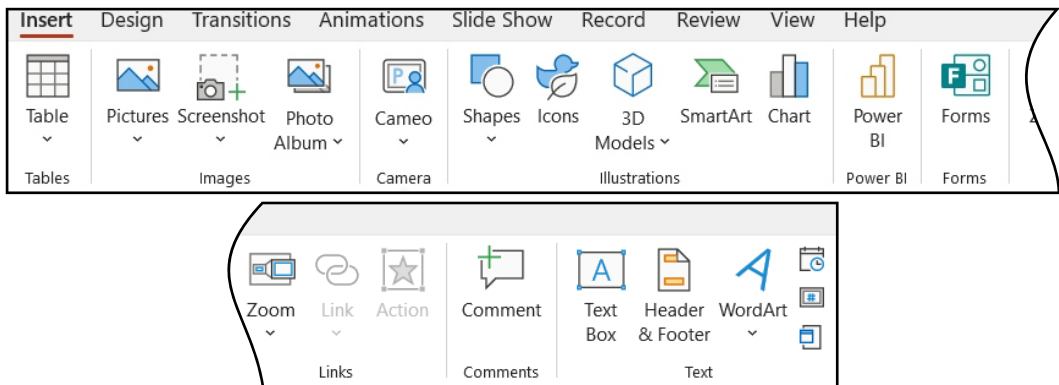 Insert Design Transitions Animations Slide Show Record Review View Help
Table Pictures Screenshot Photo Album Cameo Shapes Icons 3D Models SmartArt Chart Power BI Forms
Tables Images Camera Illustrations Power BI Forms
Zoom Link Action Comment Text Box Header & Footer WordArt
Links Comments Text